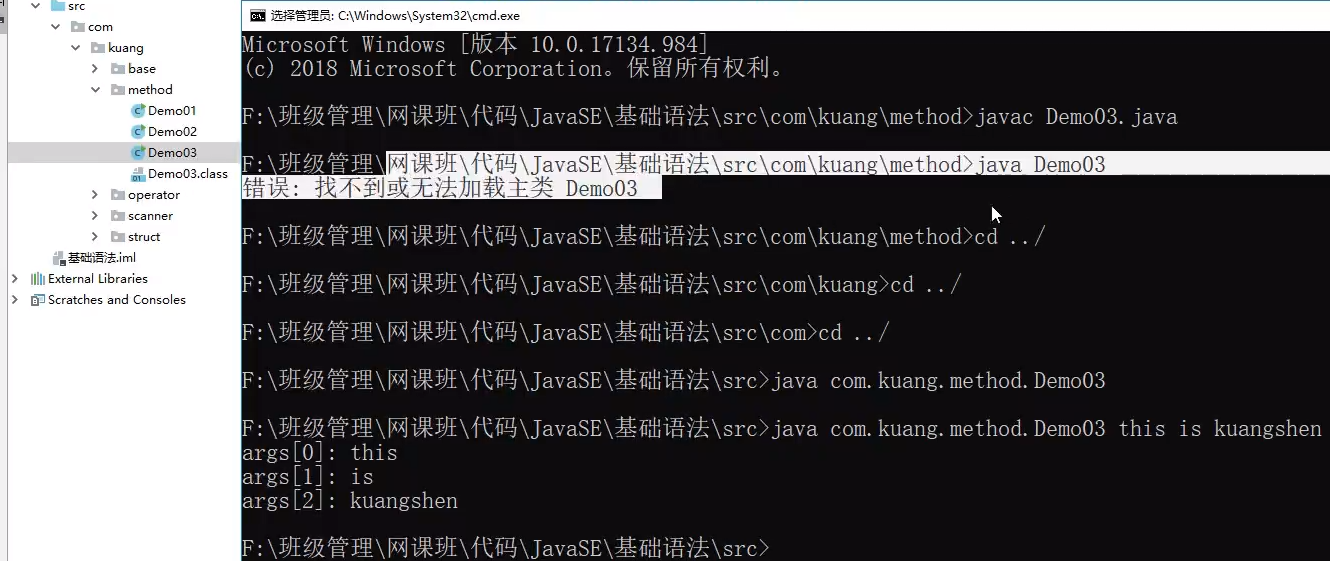 src
com
kuang
base
method
Demo01
Demo02
Demo03
Demo03.class
operator
scanner
struct
基础语法.iml
External Libraries
Scratches and Consoles
选择管理员: C:\Windows\System32\cmd.exe
Microsoft Windows [版本 10.0.17134.984]
(c) 2018 Microsoft Corporation。保留所有权利。
F:\班级管理\网课班\代码\JavaSE\基础语法\src\com\kuang\method>javac Demo03.java
F:\班级管理\网课班\代码\JavaSE\基础语法\src\com\kuang\method>java Demo03
错误: 找不到或无法加载主类 Demo03
F:\班级管理\网课班\代码\JavaSE\基础语法\src\com\kuang\method>cd ../
F:\班级管理\网课班\代码\JavaSE\基础语法\src\com\kuang>cd ../
F:\班级管理\网课班\代码\JavaSE\基础语法\src\com>cd ../
F:\班级管理\网课班\代码\JavaSE\基础语法\src>java com.kuang.method.Demo03
F:\班级管理\网课班\代码\JavaSE\基础语法\src>java com.kuang.method.Demo03 this is kuangshen
args[0]: this
args[1]: is
args[2]: kuangshen
F:\班级管理\网课班\代码\JavaSE\基础语法\src>